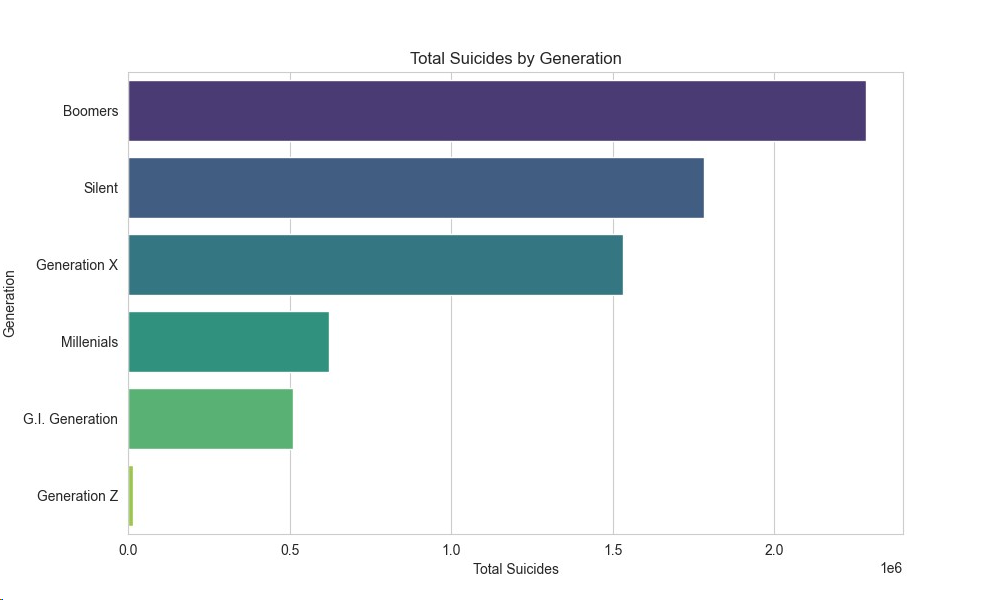 Total Suicides by Generation
Generation
Boomers
Silent
Generation X
Millenials
G.I. Generation
Generation Z
0.0 0.5 1.0 1.5 2.0
1e6
Total Suicides